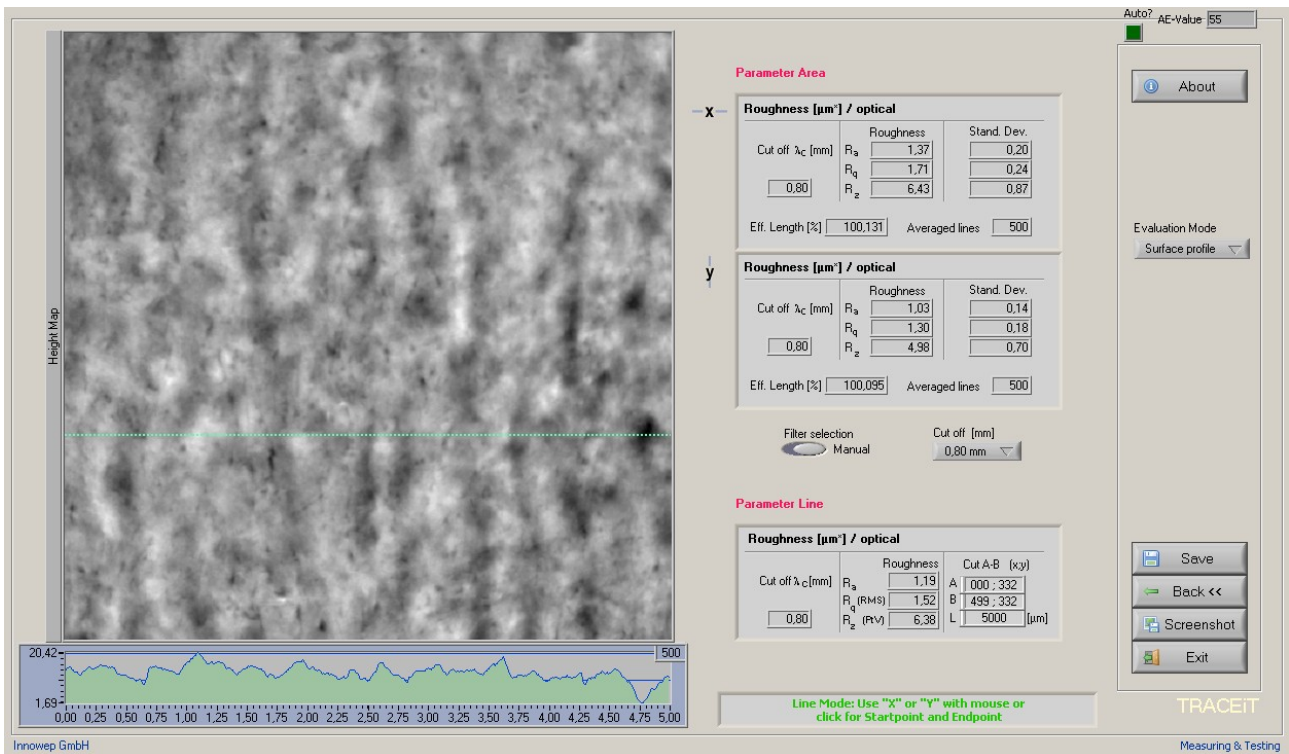 Auto? AE-Value 55
About
Parameter Area
x
Roughness [µm*] / optical
Roughness Stand. Dev.
Cut off λc [mm] Ra 1,37 0,20
Rq 1,71 0,24
0,80 Rz 6,43 0,87
Eff. Length [%] 100,131 Averaged lines 500
y
Roughness [µm*] / optical
Roughness Stand. Dev.
Cut off λc [mm] Ra 1,03 0,14
Rq 1,30 0,18
0,80 Rz 4,98 0,70
Eff. Length [%] 100,095 Averaged lines 500
Evaluation Mode
Surface profile
Height Map
Filter selection Cut off [mm]
Manual 0,80 mm
Parameter Line
Roughness [µm*] / optical
Roughness Cut A-B (x,y)
Cut off λc [mm] Ra 1,19 A 000 ; 332
Rq (RMS) 1,52 B 499 ; 332
0,80 Rz (PtV) 6,38 L 5000 [µm]
Save
Back <<
Screenshot
Exit
20,42 500
1,69
0,00 0,25 0,50 0,75 1,00 1,25 1,50 1,75 2,00 2,25 2,50 2,75 3,00 3,25 3,50 3,75 4,00 4,25 4,50 4,75 5,00
Line Mode: Use "X" or "Y" with mouse or
click for Startpoint and Endpoint
TRACEiT
Innowep GmbH Measuring & Testing